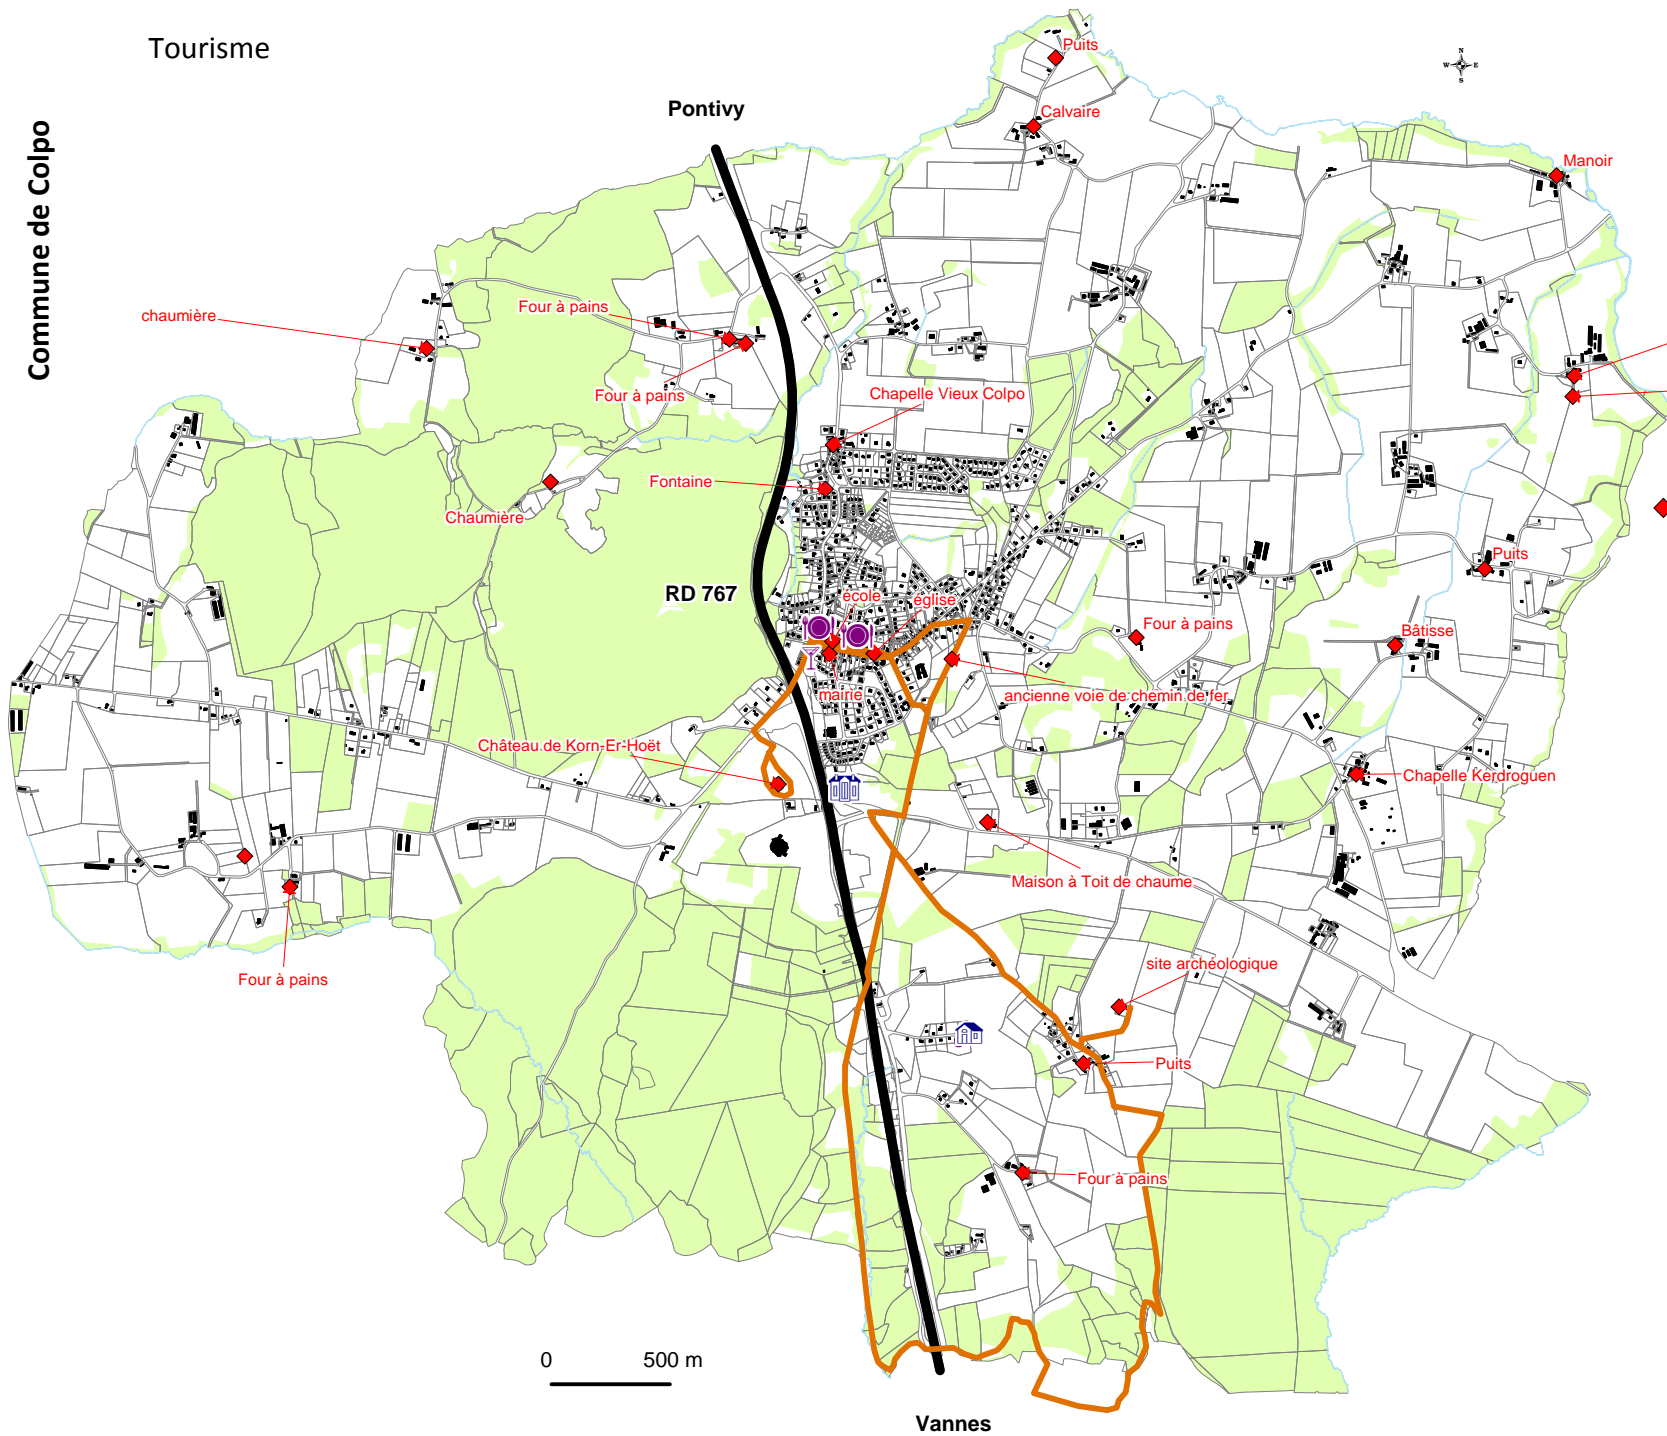 Tourisme
Commune de Colpo
Pontivy
N
W E
S
Puits
Calvaire
Manoir
chaumière
Four à pains
Four à pains
Chapelle Vieux Colpo
Fontaine
Chaumière
RD 767
école
église
Puits
Four à pains
Bâtisse
mairie
ancienne voie de chemin de fer
Château de Korn-Er-Hoët
Chapelle Kerdroguen
Maison à Toit de chaume
Four à pains
site archéologique
Puits
Four à pains
0 500 m
Vannes